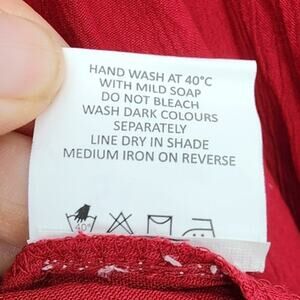 HAND WASH AT 40°C
WITH MILD SOAP
DO NOT BLEACH
WASH DARK COLOURS
SEPARATELY
LINE DRY IN SHADE
MEDIUM IRON ON REVERSE
40°